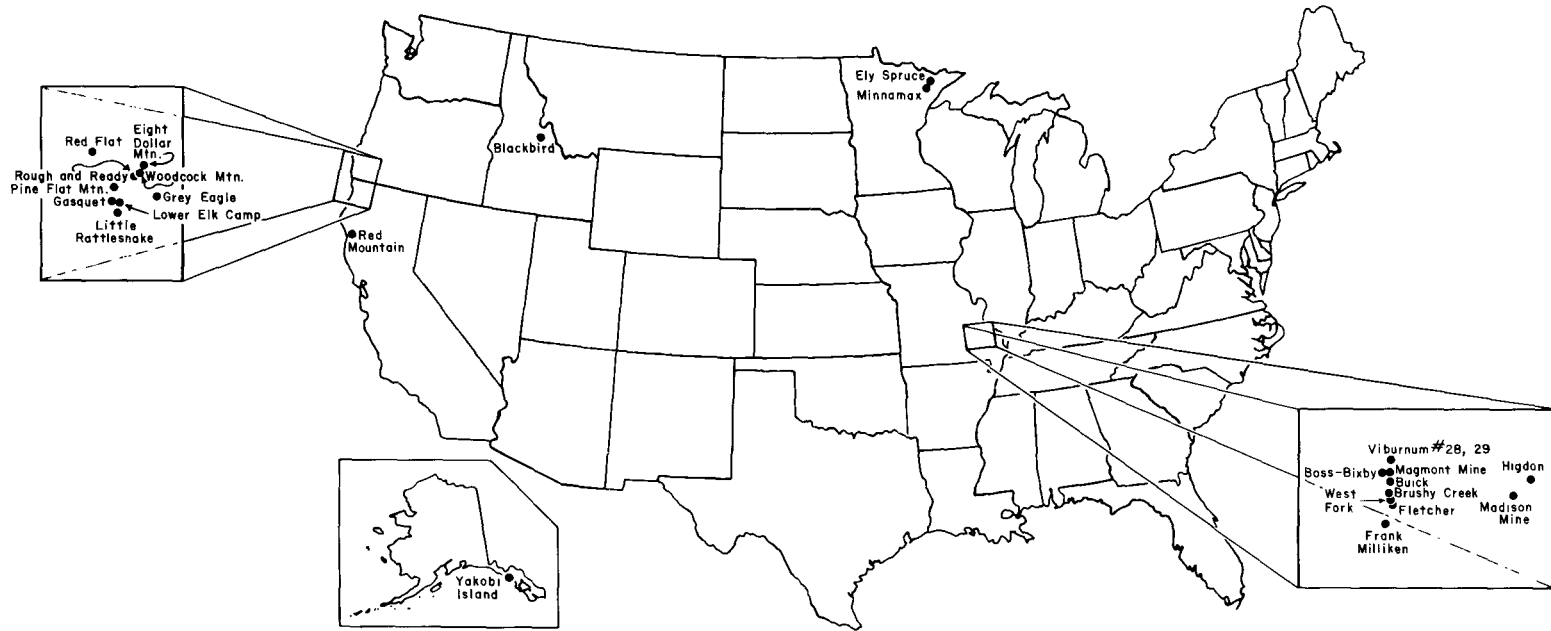 Ely Spruce
Minnamax
Blackbird
Red Flat
Eight
Dollar
Mtn.
Rough and Ready
Woodcock Mtn.
Pine Flat Mtn.
Grey Eagle
Gasquet
Lower Elk Camp
Little
Rattlesnake
Red
Mountain
Viburnum #28, 29
Boss-Bixby
Magmont Mine
Higdon
Buick
Brushy Creek
West
Fork
Fletcher
Madison
Mine
Frank
Milliken
Yakobi
Island